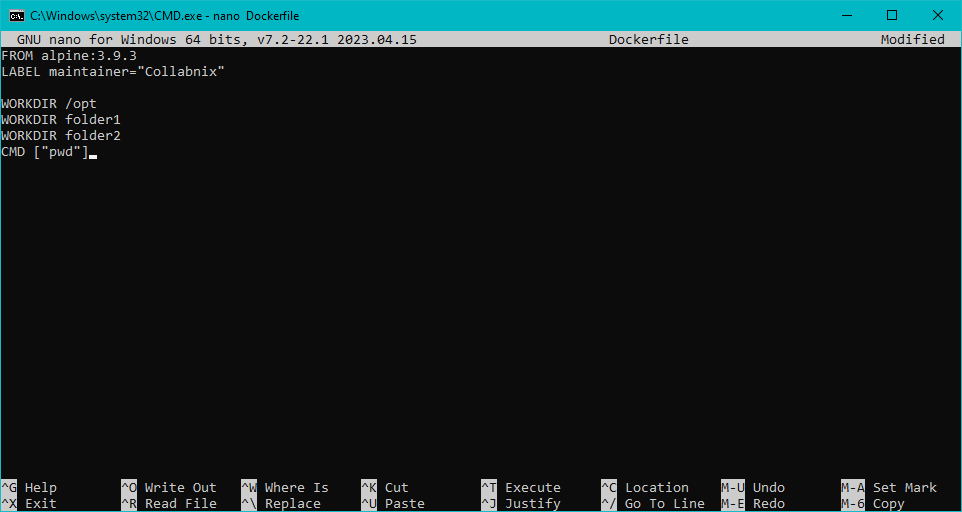 C:\Windows\system32\CMD.exe - nano Dockerfile
GNU nano for Windows 64 bits, v7.2-22.1 2023.04.15 Dockerfile Modified
FROM alpine:3.9.3
LABEL maintainer="Collabnix"
WORKDIR /opt
WORKDIR folder1
WORKDIR folder2
CMD ["pwd"]
^G Help ^O Write Out ^W Where Is ^K Cut ^T Execute ^C Location M-U Undo M-A Set Mark
^X Exit ^R Read File ^\ Replace ^U Paste ^J Justify ^/ Go To Line M-E Redo M-6 Copy